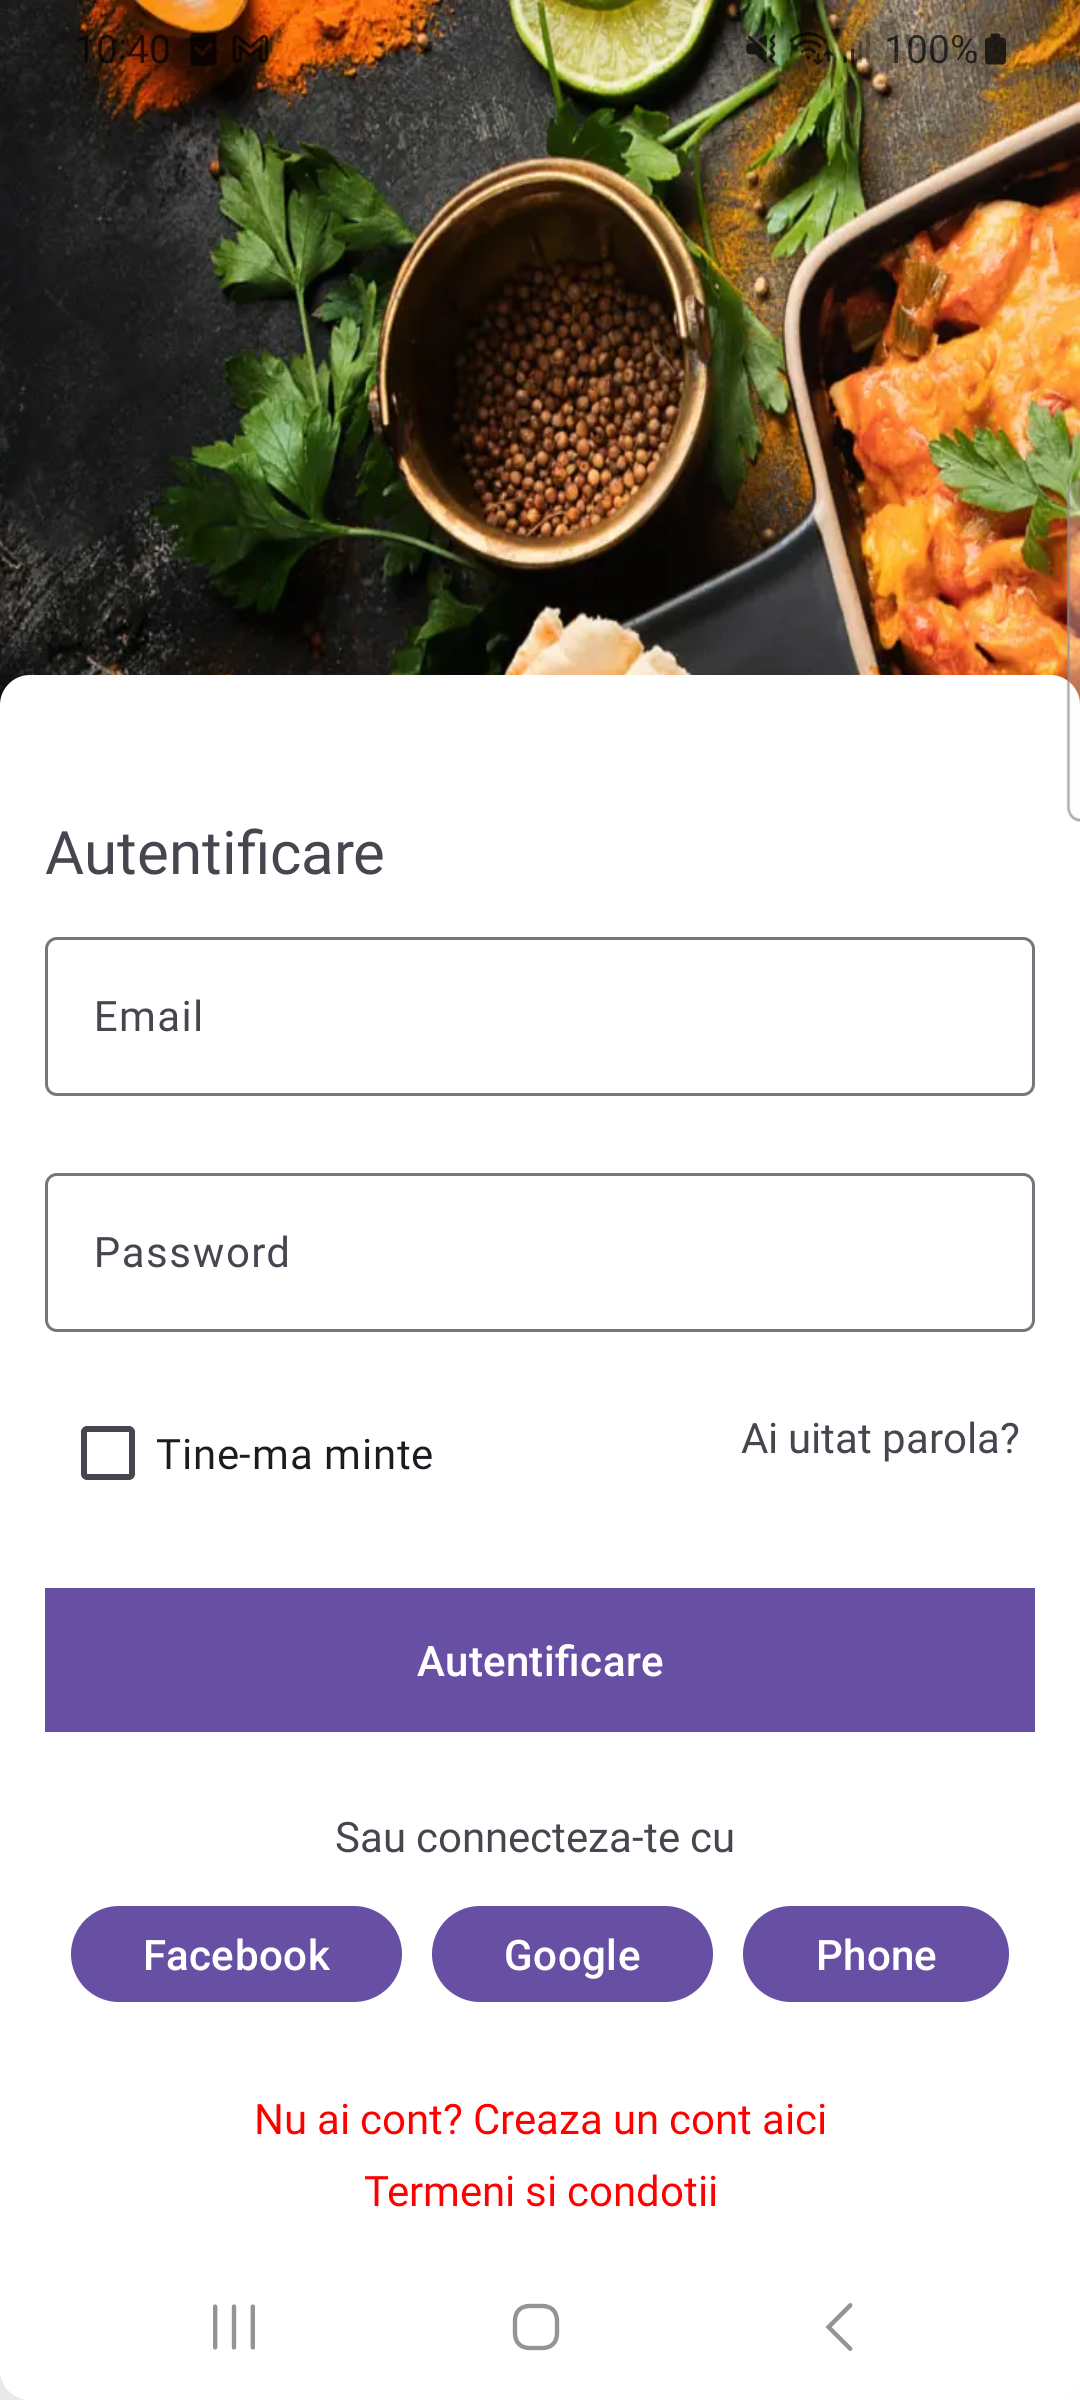 10:40 100%
Autentificare
Email
Password
Tine-ma minte Ai uitat parola?
Autentificare
Sau connecteza-te cu
Facebook Google Phone
Nu ai cont? Creaza un cont aici
Termeni si condotii